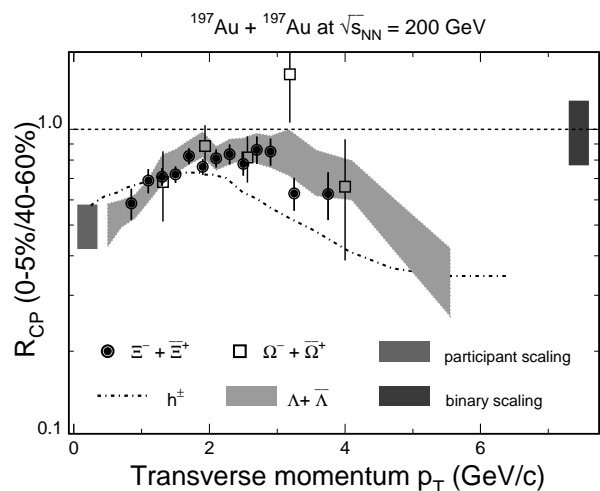 ¹⁹⁷Au + ¹⁹⁷Au at √s̅_NN = 200 GeV
R_CP (0-5%/40-60%)
1.0
Ξ⁻ + Ξ̅⁺ Ω⁻ + Ω̅⁺ participant scaling
h± Λ + Λ̅ binary scaling
0.1
0 2 4 6
Transverse momentum p_T (GeV/c)